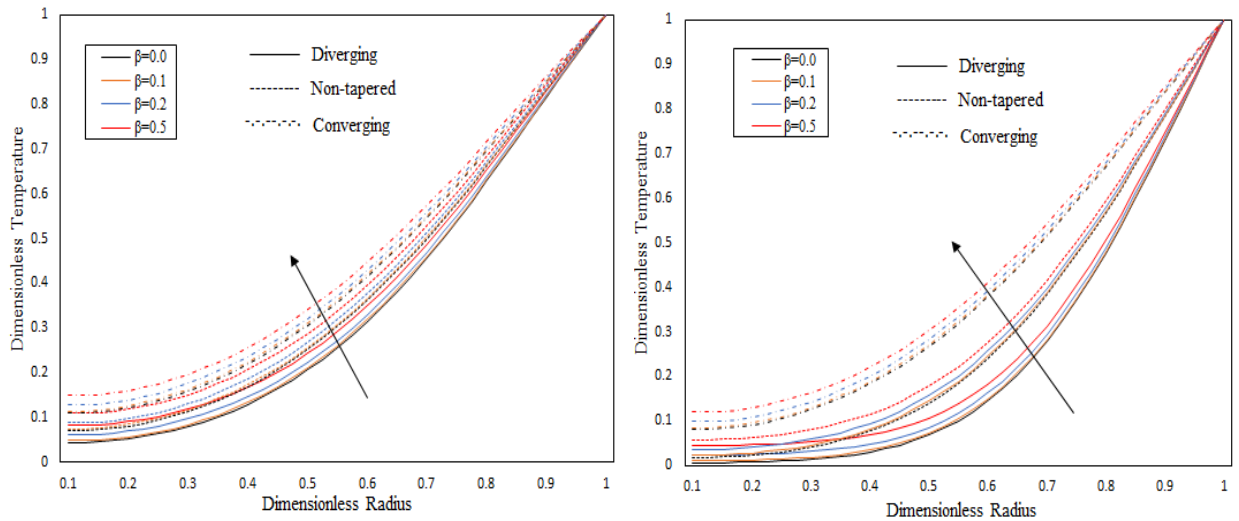 1
0.9
0.8
0.7
0.6
0.5
0.4
0.3
0.2
0.1
0
Dimensionless Temperature
β=0.0
β=0.1
β=0.2
β=0.5
Diverging
Non-tapered
Converging
0.1 0.2 0.3 0.4 0.5 0.6 0.7 0.8 0.9 1
Dimensionless Radius
1
0.9
0.8
0.7
0.6
0.5
0.4
0.3
0.2
0.1
0
Dimensionless Temperature
β=0.0
β=0.1
β=0.2
β=0.5
Diverging
Non-tapered
Converging
0.1 0.2 0.3 0.4 0.5 0.6 0.7 0.8 0.9 1
Dimensionless Radius